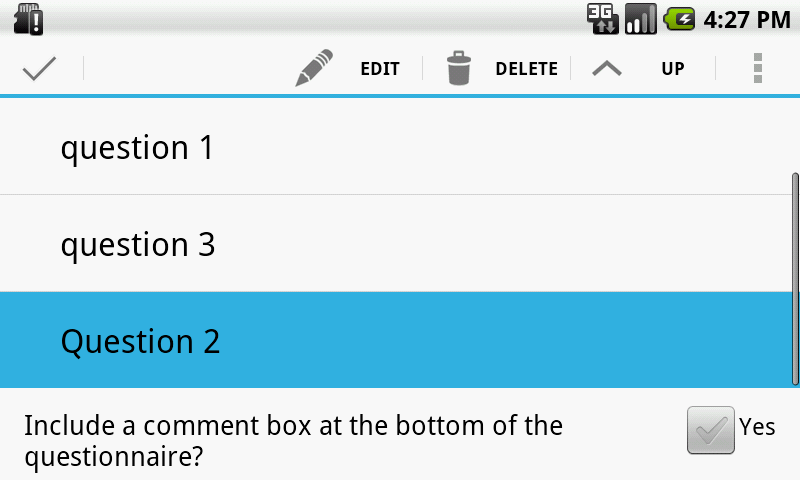 3G 4:27 PM
EDIT DELETE UP
question 1
question 3
Question 2
Include a comment box at the bottom of the
questionnaire?
Yes